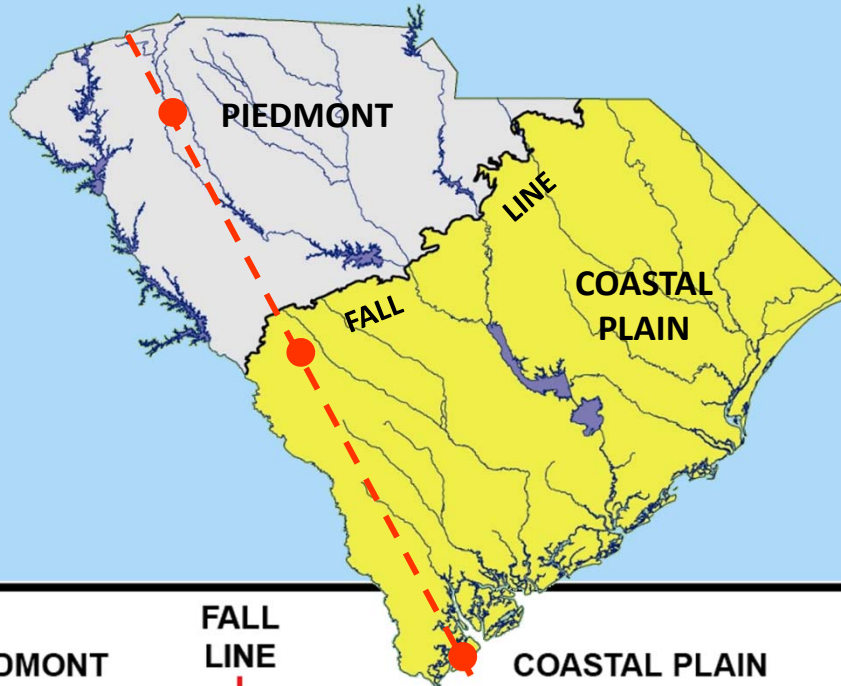 PIEDMONT
LINE
COASTAL
PLAIN
FALL
FALL
LINE
DMONT
COASTAL PLAIN